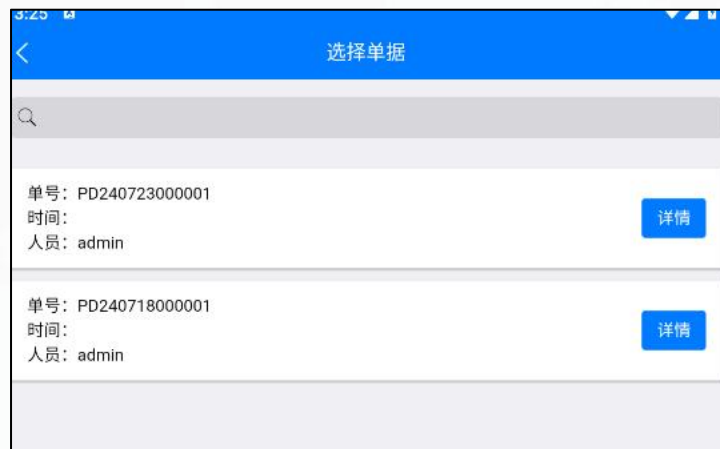 3:25
选择单据
单号：PD240723000001
时间：
人员：admin
详情
单号：PD240718000001
时间：
人员：admin
详情